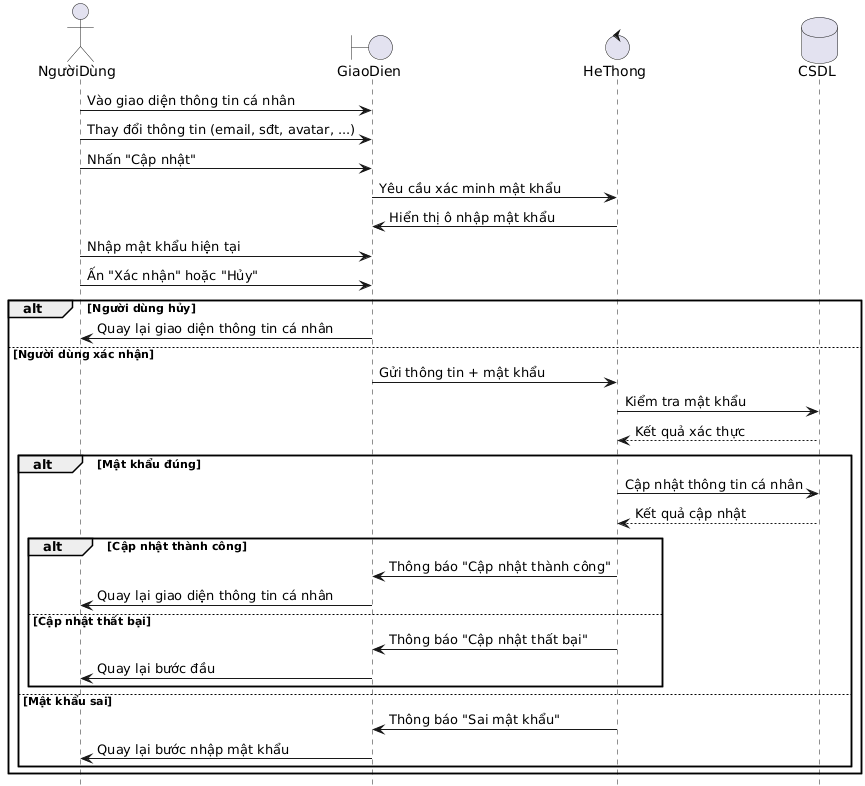 NgườiDùng GiaoDien HeThong CSDL
Vào giao diện thông tin cá nhân
Thay đổi thông tin (email, sđt, avatar, ...)
Nhấn "Cập nhật"
Yêu cầu xác minh mật khẩu
Hiển thị ô nhập mật khẩu
Nhập mật khẩu hiện tại
Ấn "Xác nhận" hoặc "Hủy"
alt [Người dùng hủy]
Quay lại giao diện thông tin cá nhân
[Người dùng xác nhận]
Gửi thông tin + mật khẩu
Kiểm tra mật khẩu
Kết quả xác thực
alt [Mật khẩu đúng]
Cập nhật thông tin cá nhân
Kết quả cập nhật
alt [Cập nhật thành công]
Thông báo "Cập nhật thành công"
Quay lại giao diện thông tin cá nhân
[Cập nhật thất bại]
Thông báo "Cập nhật thất bại"
Quay lại bước đầu
[Mật khẩu sai]
Thông báo "Sai mật khẩu"
Quay lại bước nhập mật khẩu